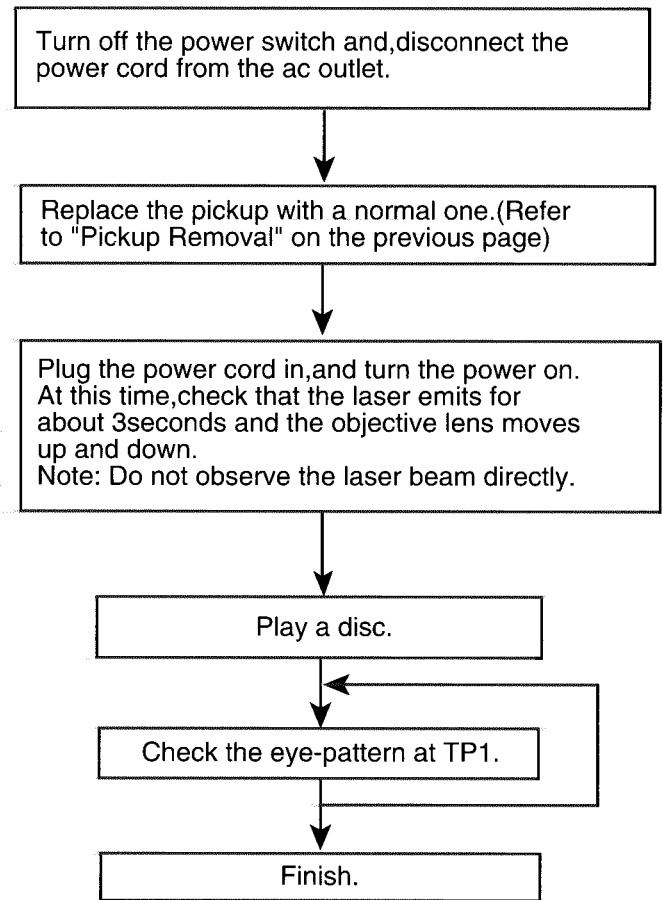 Turn off the power switch and,disconnect the
power cord from the ac outlet.
Replace the pickup with a normal one.(Refer
to "Pickup Removal" on the previous page)
Plug the power cord in,and turn the power on.
At this time,check that the laser emits for
about 3seconds and the objective lens moves
up and down.
Note: Do not observe the laser beam directly.
Play a disc.
Check the eye-pattern at TP1.
Finish.